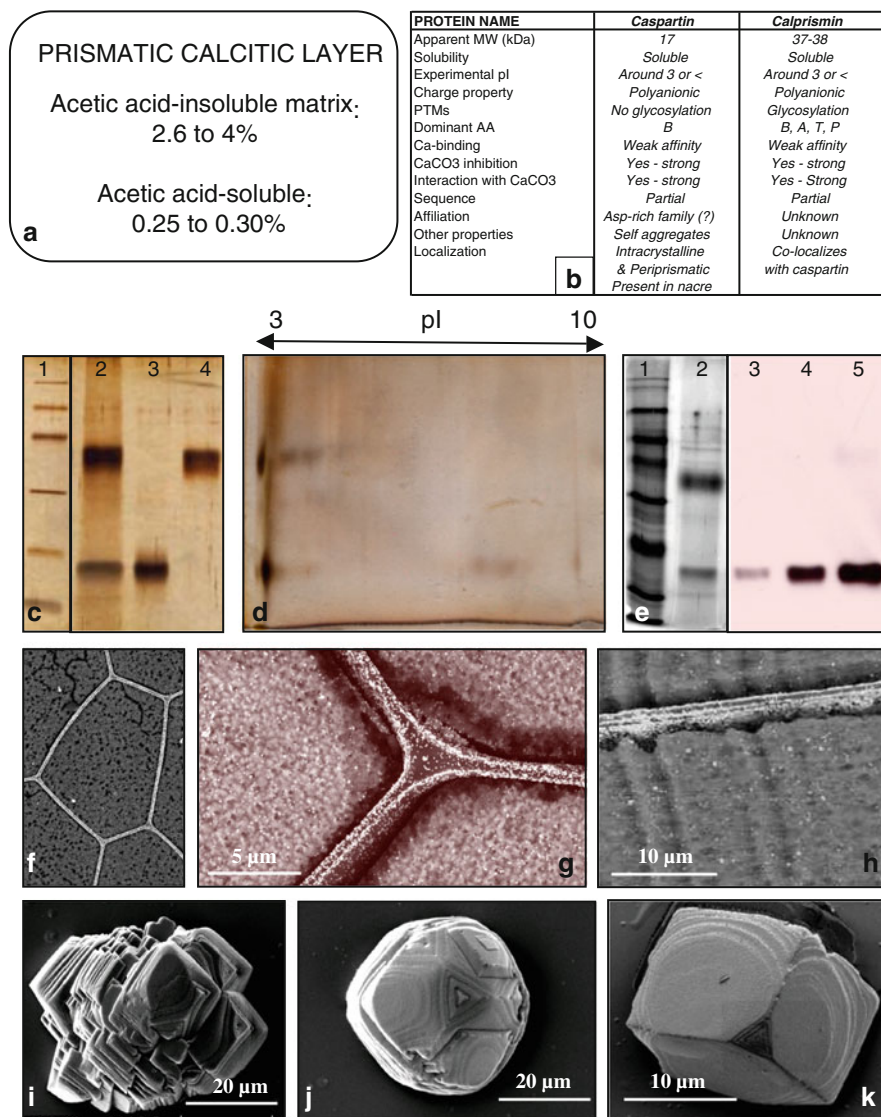 PRISMATIC CALCITIC LAYER
Acetic acid-insoluble matrix:
2.6 to 4%
Acetic acid-soluble:
0.25 to 0.30%
a
PROTEIN NAME Caspartin Calprismin
Apparent MW (kDa) 17 37-38
Solubility Soluble Soluble
Experimental pI Around 3 or < Around 3 or <
Charge property Polyanionic Polyanionic
PTMs No glycosylation Glycosylation
Dominant AA B B, A, T, P
Ca-binding Weak affinity Weak affinity
CaCO3 inhibition Yes - strong Yes - strong
Interaction with CaCO3 Yes - strong Yes - Strong
Sequence Partial Partial
Affiliation Asp-rich family (?) Unknown
Other properties Self aggregates Unknown
Localization Intracrystalline Co-localizes
& Periprismatic with caspartin
Present in nacre
b
3 pI 10
1 2 3 4
c
d
1 2 3 4 5
e
f
5 µm
g
10 µm
h
20 µm
i
20 µm
j
10 µm
k